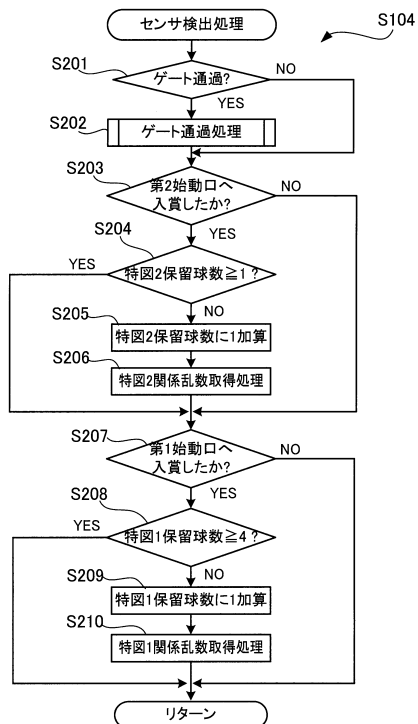 センサ検出処理
S104
S201
ゲート通過?
NO
YES
S202
ゲート通過処理
S203
第2始動口へ
入賞したか?
NO
YES
S204
YES
特図2保留球数≧1?
NO
S205
特図2保留球数に1加算
S206
特図2関係乱数取得処理
S207
第1始動口へ
入賞したか?
NO
YES
S208
YES
特図1保留球数≧4?
NO
S209
特図1保留球数に1加算
S210
特図1関係乱数取得処理
リターン